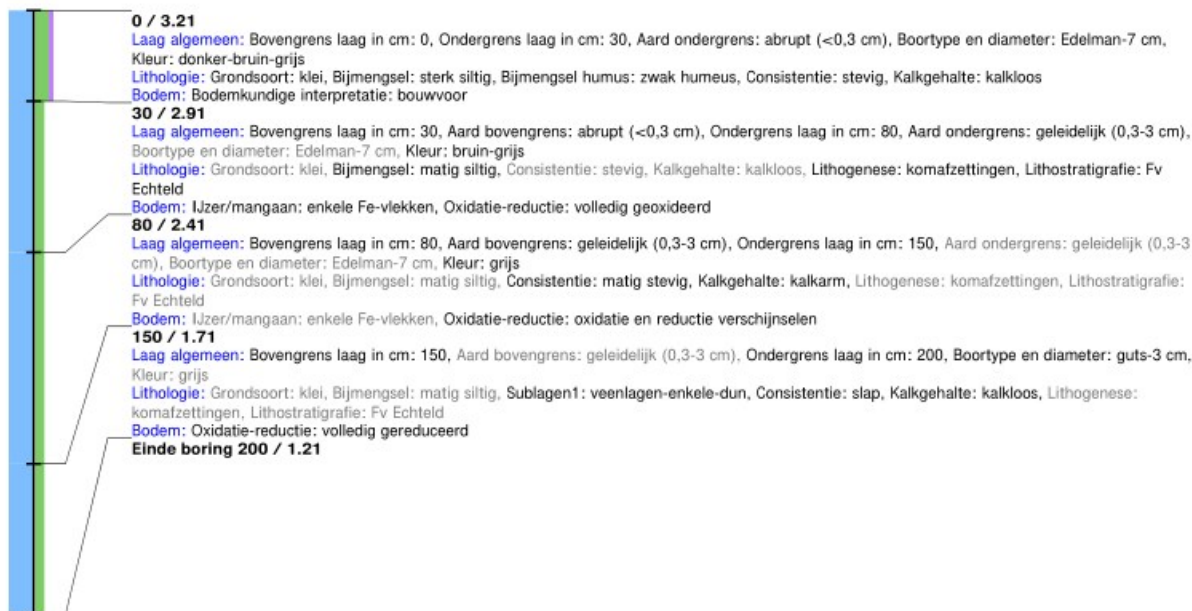 0 / 3.21
Laag algemeen: Bovengrens laag in cm: 0, Ondergrens laag in cm: 30, Aard ondergrens: abrupt (<0,3 cm), Boortype en diameter: Edelman-7 cm,
Kleur: donker-bruin-grijs
Lithologie: Grondsoort: klei, Bijmengsel: sterk siltig, Bijmengsel humus: zwak humeus, Consistentie: stevig, Kalkgehalte: kalkloos
Bodem: Bodemkundige interpretatie: bouwvoor
30 / 2.91
Laag algemeen: Bovengrens laag in cm: 30, Aard bovengrens: abrupt (<0,3 cm), Ondergrens laag in cm: 80, Aard ondergrens: geleidelijk (0,3-3 cm),
Boortype en diameter: Edelman-7 cm, Kleur: bruin-grijs
Lithologie: Grondsoort: klei, Bijmengsel: matig siltig, Consistentie: stevig, Kalkgehalte: kalkloos, Lithogenese: komafzettingen, Lithostratigrafie: Fv
Echteld
Bodem: IJzer/mangaan: enkele Fe-vlekken, Oxidatie-reductie: volledig geoxideerd
80 / 2.41
Laag algemeen: Bovengrens laag in cm: 80, Aard bovengrens: geleidelijk (0,3-3 cm), Ondergrens laag in cm: 150, Aard ondergrens: geleidelijk (0,3-3
cm), Boortype en diameter: Edelman-7 cm, Kleur: grijs
Lithologie: Grondsoort: klei, Bijmengsel: matig siltig, Consistentie: matig stevig, Kalkgehalte: kalkarm, Lithogenese: komafzettingen, Lithostratigrafie:
Fv Echteld
Bodem: IJzer/mangaan: enkele Fe-vlekken, Oxidatie-reductie: oxidatie en reductie verschijnselen
150 / 1.71
Laag algemeen: Bovengrens laag in cm: 150, Aard bovengrens: geleidelijk (0,3-3 cm), Ondergrens laag in cm: 200, Boortype en diameter: guts-3 cm,
Kleur: grijs
Lithologie: Grondsoort: klei, Bijmengsel: matig siltig, Sublagen1: veenlagen-enkele-dun, Consistentie: slap, Kalkgehalte: kalkloos, Lithogenese:
komafzettingen, Lithostratigrafie: Fv Echteld
Bodem: Oxidatie-reductie: volledig gereduceerd
Einde boring 200 / 1.21